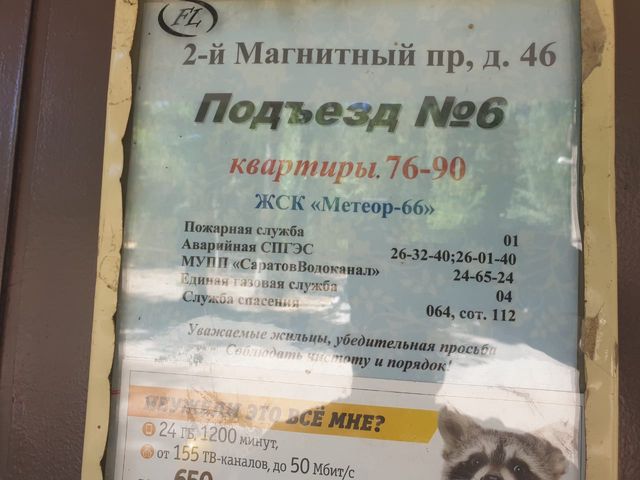 FL
2-й Магнитный пр, д. 46
Подъезд №6
квартиры. 76-90
ЖСК «Метеор-66»
Пожарная служба 01
Аварийная СПГЭС 26-32-40;26-01-40
МУПП «СаратовВодоканал» 24-65-24
Единая газовая служба 04
Служба спасения 064, сот. 112
Уважаемые жильцы, убедительная просьба
Соблюдать чистоту и порядок!
НЕУЖЕЛИ ЭТО ВСЁ МНЕ?
24 ГБ, 1200 минут,
от 155 ТВ-каналов, до 50 Мбит/с
650